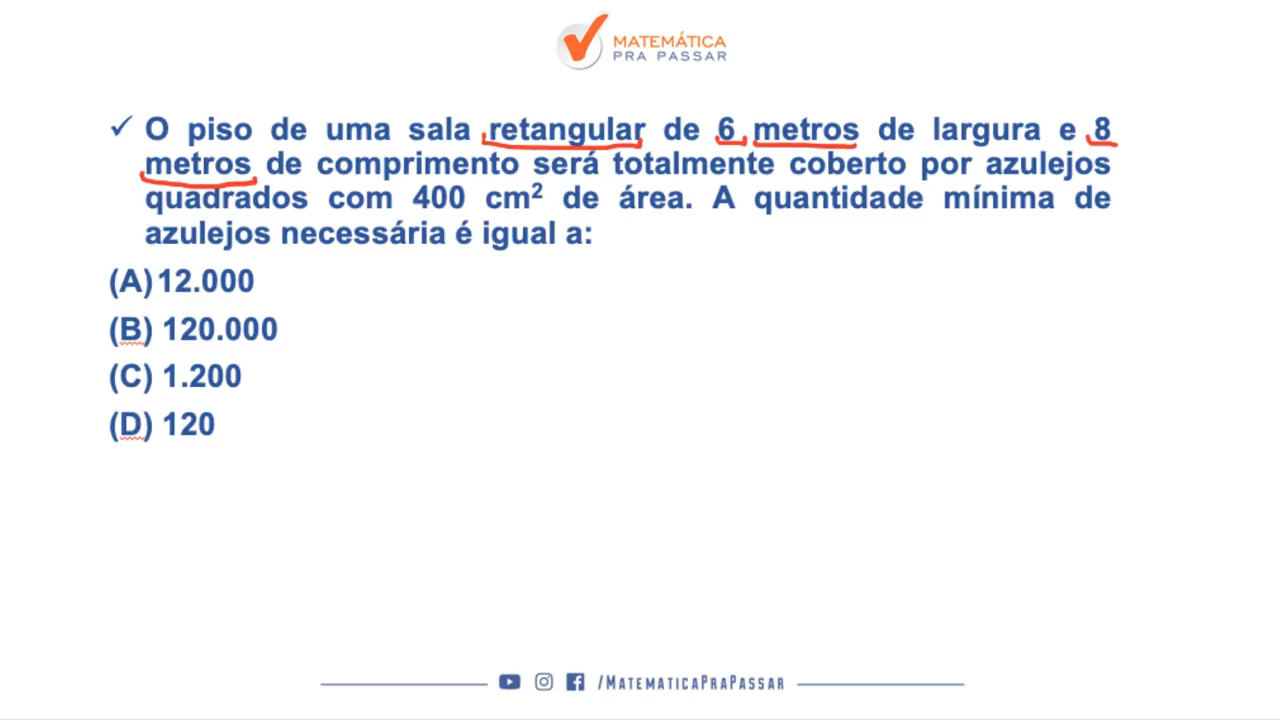 MATEMÁTICA
PRA PASSAR
✓ O piso de uma sala retangular de 6 metros de largura e 8
metros de comprimento será totalmente coberto por azulejos
quadrados com 400 cm² de área. A quantidade mínima de
azulejos necessária é igual a:
(A) 12.000
(B) 120.000
(C) 1.200
(D) 120
/MATEMATICAPRAPASSAR